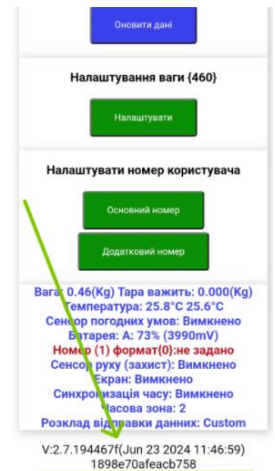 Оновити дані
Налаштування ваги {460}
Налаштувати
Налаштувати номер користувача
Основний номер
Додатковий номер
Вага: 0.46(Kg) Тара важить: 0.000(Kg)
Температура: 25.8°C 25.6°C
Сенсор погодних умов: Вимкнено
Батарея: A: 73% (3990mV)
Номер (1) формат{0}:не задано
Сенсор руху (захист): Вимкнено
Екран: Вимкнено
Синхронізація часу: Вимкнено
Часова зона: 2
Розклад відправки данних: Custom
V:2.7.194467f(Jun 23 2024 11:46:59)
1898e70afeacb758